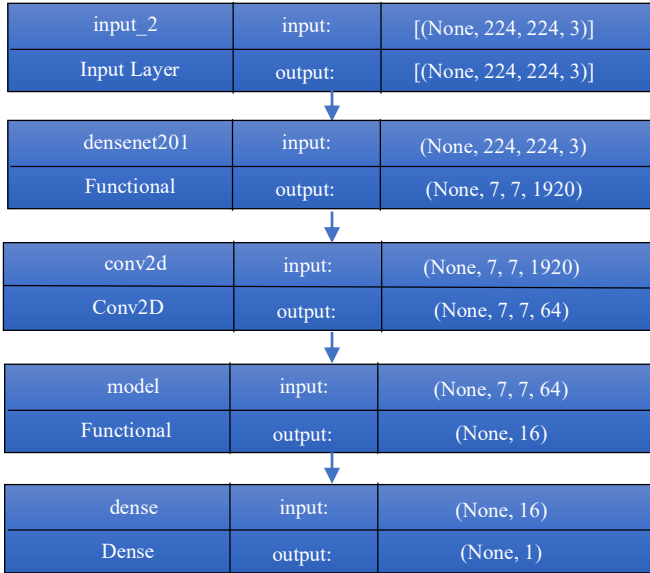 input_2 input: [(None, 224, 224, 3)]
Input Layer output: [(None, 224, 224, 3)]
densenet201 input: (None, 224, 224, 3)
Functional output: (None, 7, 7, 1920)
conv2d input: (None, 7, 7, 1920)
Conv2D output: (None, 7, 7, 64)
model input: (None, 7, 7, 64)
Functional output: (None, 16)
dense input: (None, 16)
Dense output: (None, 1)